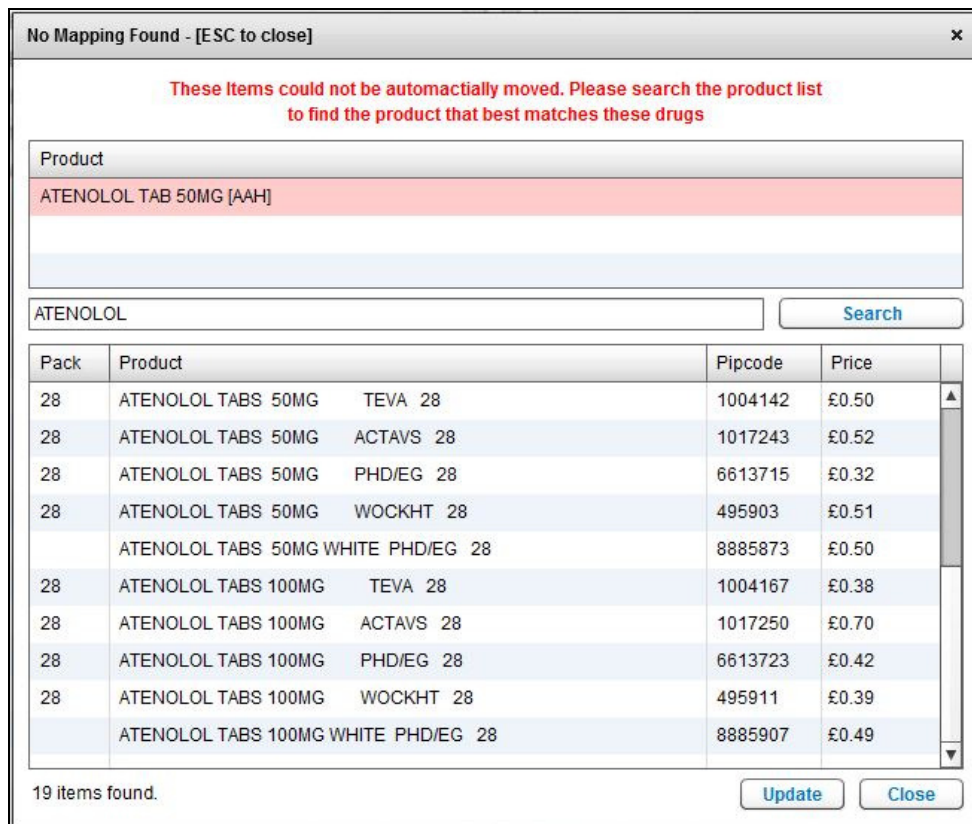 No Mapping Found - [ESC to close]
These Items could not be automactially moved. Please search the product list
to find the product that best matches these drugs
Product
ATENOLOL TAB 50MG [AAH]
ATENOLOL Search
Pack Product Pipcode Price
28 ATENOLOL TABS 50MG TEVA 28 1004142 £0.50
28 ATENOLOL TABS 50MG ACTAVS 28 1017243 £0.52
28 ATENOLOL TABS 50MG PHD/EG 28 6613715 £0.32
28 ATENOLOL TABS 50MG WOCKHT 28 495903 £0.51
ATENOLOL TABS 50MG WHITE PHD/EG 28 8885873 £0.50
28 ATENOLOL TABS 100MG TEVA 28 1004167 £0.38
28 ATENOLOL TABS 100MG ACTAVS 28 1017250 £0.70
28 ATENOLOL TABS 100MG PHD/EG 28 6613723 £0.42
28 ATENOLOL TABS 100MG WOCKHT 28 495911 £0.39
ATENOLOL TABS 100MG WHITE PHD/EG 28 8885907 £0.49
19 items found. Update Close